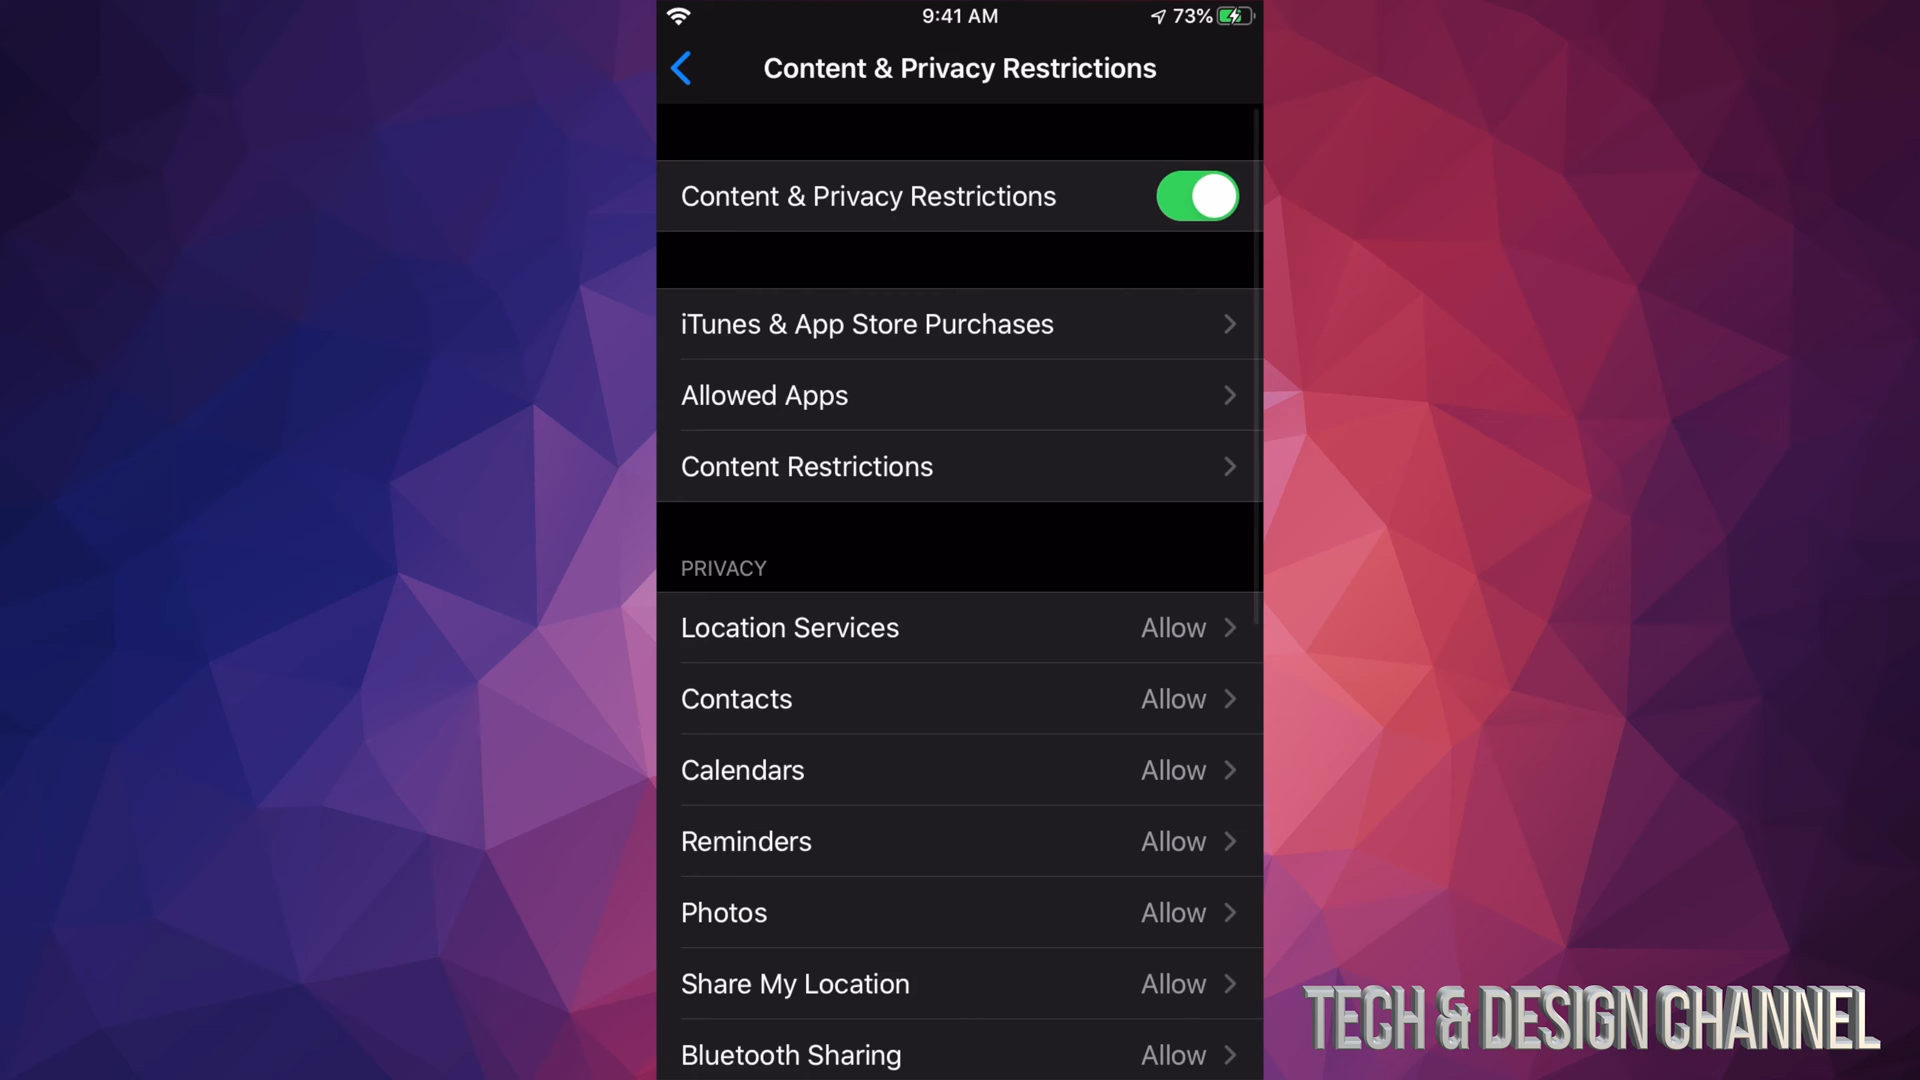 9:41 AM
73%
Content & Privacy Restrictions
Content & Privacy Restrictions
iTunes & App Store Purchases
Allowed Apps
Content Restrictions
PRIVACY
Location Services Allow
Contacts Allow
Calendars Allow
Reminders Allow
Photos Allow
Share My Location Allow
Bluetooth Sharing Allow
TECH & DESIGN CHANNEL